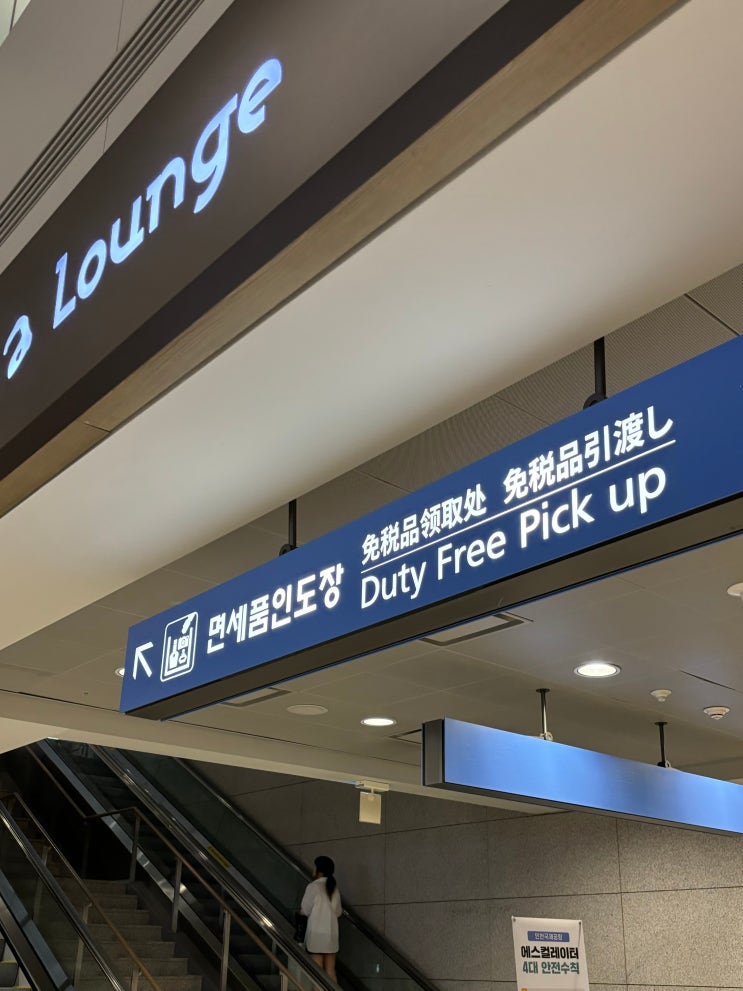 a Lounge
면세품인도장
免税品领取处 免税品引渡し
Duty Free Pick up
인천국제공항
에스컬레이터
4대 안전수칙